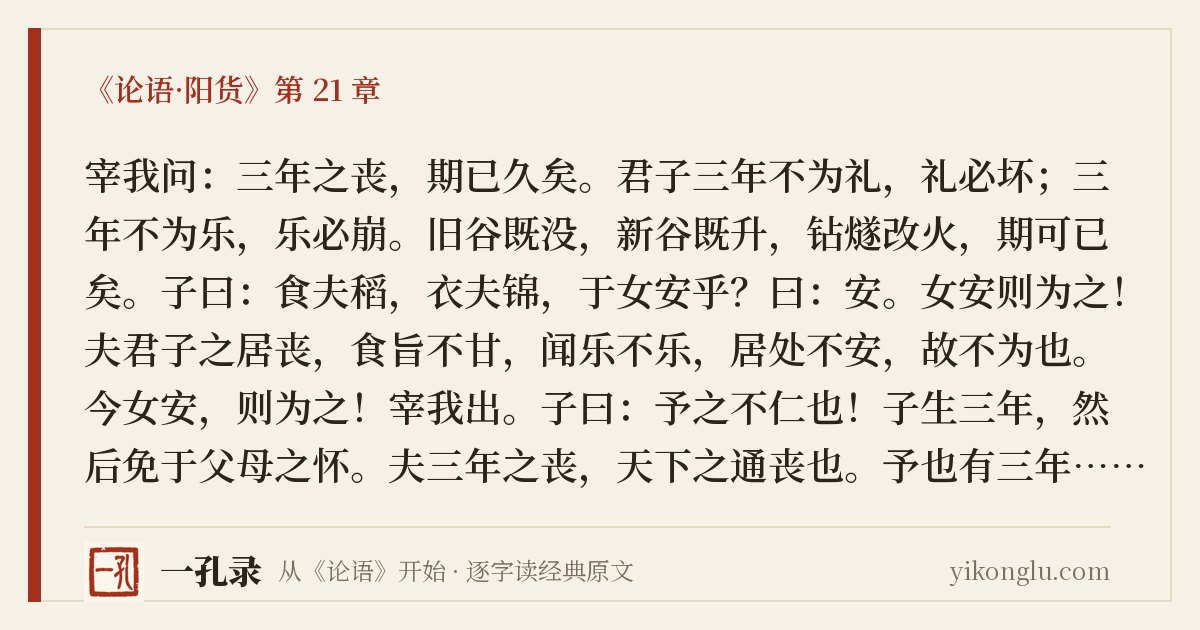 《论语·阳货》第 21 章
宰我问：三年之丧，期已久矣。君子三年不为礼，礼必坏；三
年不为乐，乐必崩。旧谷既没，新谷既升，钻燧改火，期可已
矣。子曰：食夫稻，衣夫锦，于女安乎？曰：安。女安则为之！
夫君子之居丧，食旨不甘，闻乐不乐，居处不安，故不为也。
今女安，则为之！宰我出。子曰：予之不仁也！子生三年，然
后免于父母之怀。夫三年之丧，天下之通丧也。予也有三年……
一孔
一孔录 从《论语》开始 · 逐字读经典原文 yikonglu.com